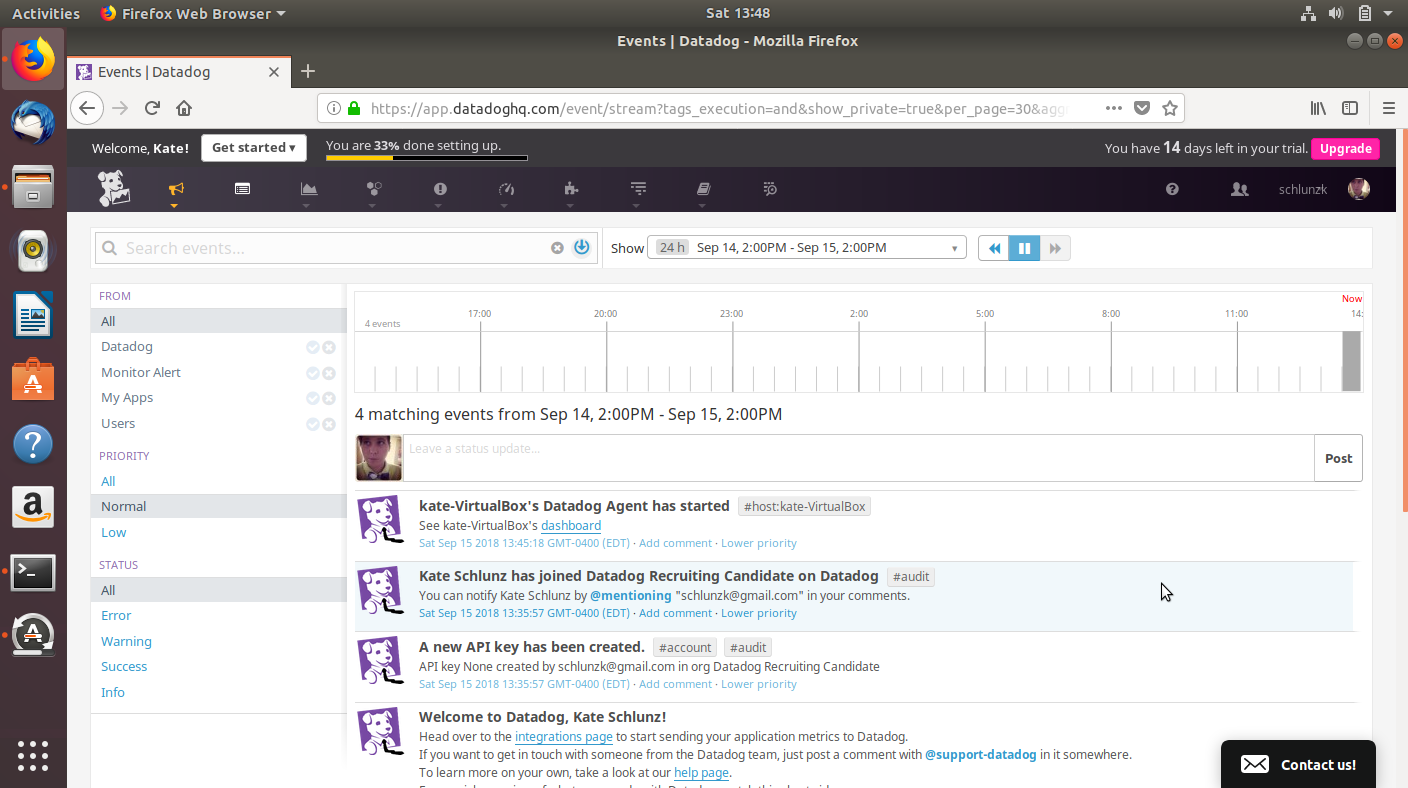 Activities
Firefox Web Browser
Sat 13:48
Events | Datadog - Mozilla Firefox
Events | Datadog
https://app.datadoghq.com/event/stream?tags_execution=and&show_private=true&per_page=30&agg
Welcome, Kate!
Get started ▾
You are 33% done setting up.
You have 14 days left in your trial.
Upgrade
schlunzk
Search events...
Show
24 h Sep 14, 2:00PM - Sep 15, 2:00PM
FROM
All
Datadog
Monitor Alert
My Apps
Users
PRIORITY
All
Normal
Low
STATUS
All
Error
Warning
Success
Info
Now
17:00 20:00 23:00 2:00 5:00 8:00 11:00 14:
4 events
4 matching events from Sep 14, 2:00PM - Sep 15, 2:00PM
Leave a status update...
Post
kate-VirtualBox's Datadog Agent has started #host:kate-VirtualBox
See kate-VirtualBox's dashboard
Sat Sep 15 2018 13:45:18 GMT-0400 (EDT) · Add comment · Lower priority
Kate Schlunz has joined Datadog Recruiting Candidate on Datadog #audit
You can notify Kate Schlunz by @mentioning "schlunzk@gmail.com" in your comments.
Sat Sep 15 2018 13:35:57 GMT-0400 (EDT) · Add comment · Lower priority
A new API key has been created. #account #audit
API key None created by schlunzk@gmail.com in org Datadog Recruiting Candidate
Sat Sep 15 2018 13:35:57 GMT-0400 (EDT) · Add comment · Lower priority
Welcome to Datadog, Kate Schlunz!
Head over to the integrations page to start sending your application metrics to Datadog.
If you want to get in touch with someone from the Datadog team, just post a comment with @support-datadog in it somewhere.
To learn more on your own, take a look at our help page.
Contact us!